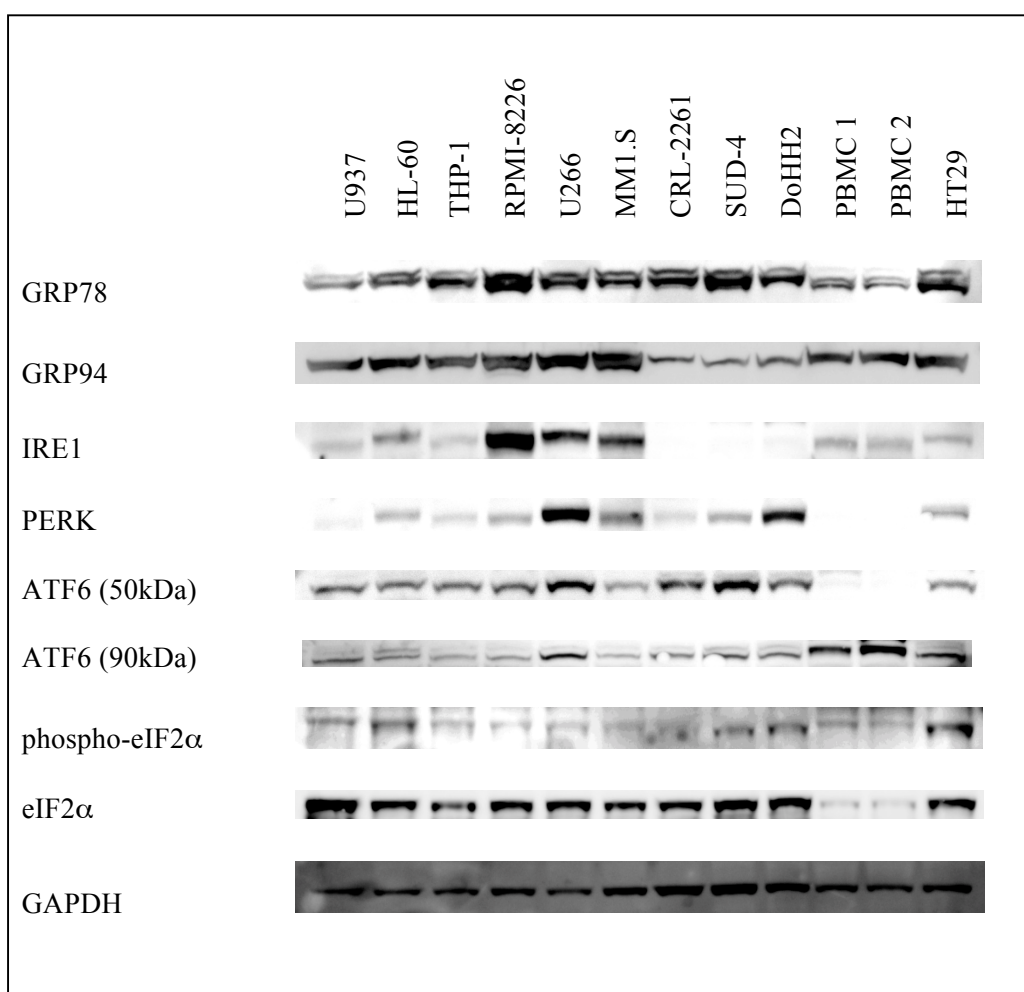 U937
HL-60
THP-1
RPMI-8226
U266
MM1.S
CRL-2261
SUD-4
DoHH2
PBMC 1
PBMC 2
HT29
GRP78
GRP94
IRE1
PERK
ATF6 (50kDa)
ATF6 (90kDa)
phospho-eIF2α
eIF2α
GAPDH